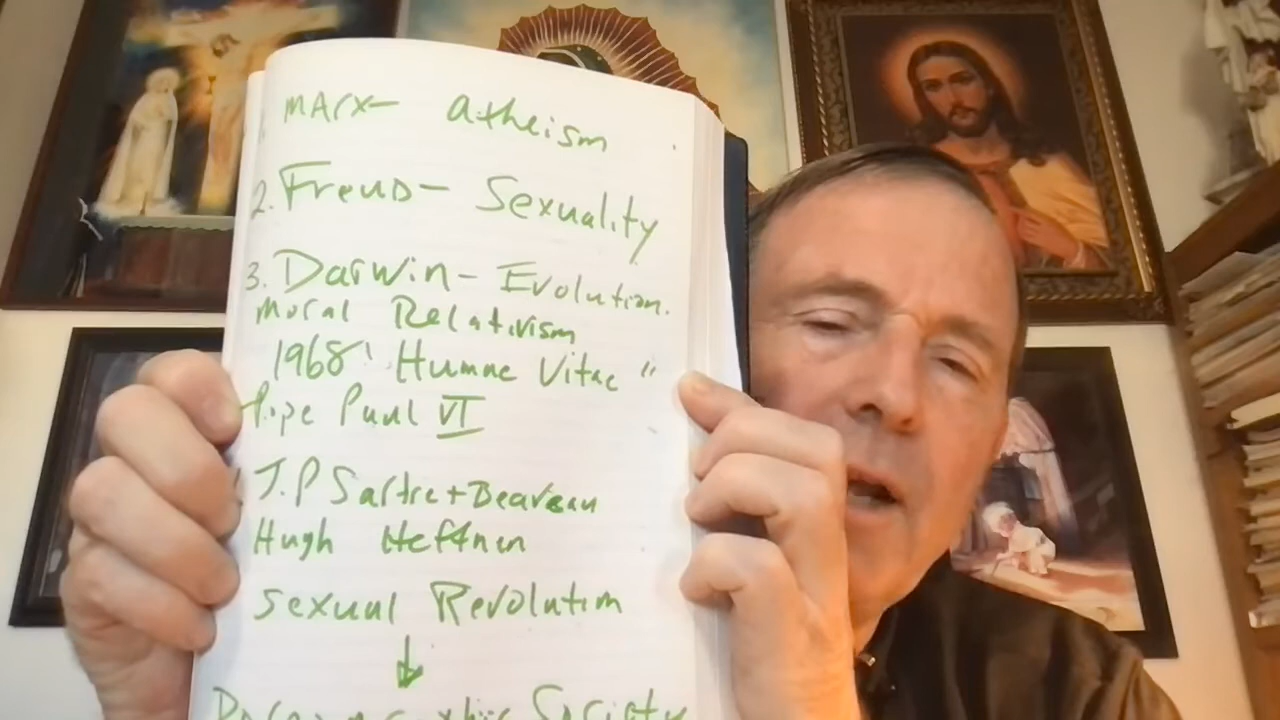 Marx- atheism
2. Freud- Sexuality
3. Darwin- Evolution.
Moral Relativism
1968 "Humne Vitae"
Pope Paul VI
J.P Sartre +
Hugh Heffner
Sexual Revolution
↓
Society